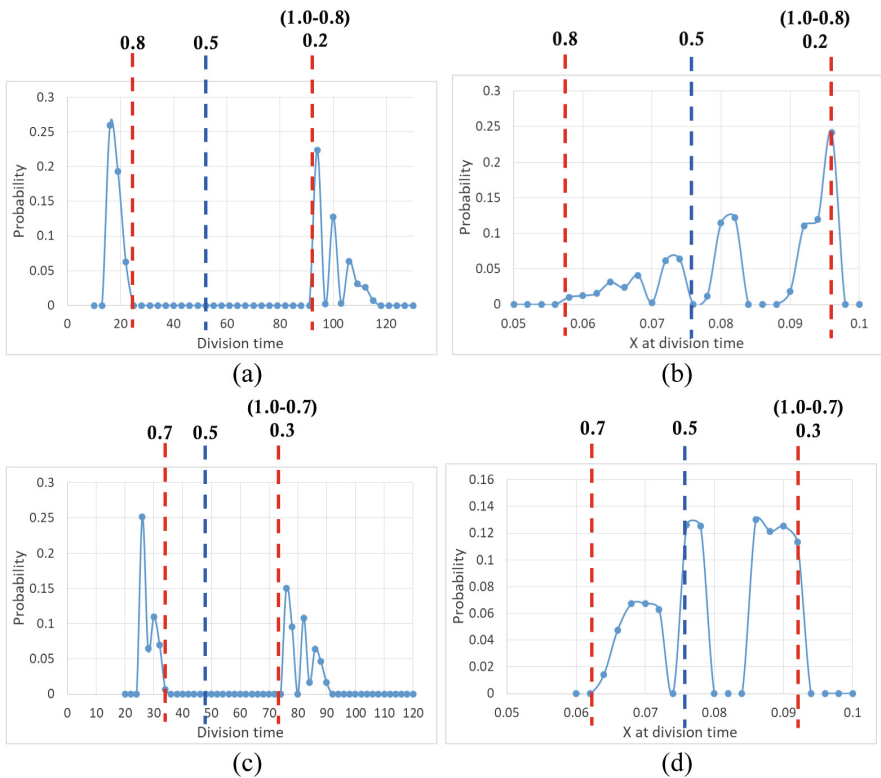 (1.0-0.8)
0.8 0.5 0.2
0.3
0.25
0.2
0.15
0.1
0.05
0
Probability
0 20 40 60 80 100 120
Division time
(a)
(1.0-0.8)
0.8 0.5 0.2
0.3
0.25
0.2
0.15
0.1
0.05
0
Probability
0.05 0.06 0.07 0.08 0.09 0.1
X at division time
(b)
(1.0-0.7)
0.7 0.5 0.3
0.3
0.25
0.2
0.15
0.1
0.05
0
Probability
0 10 20 30 40 50 60 70 80 90 100 110 120
Division time
(c)
(1.0-0.7)
0.7 0.5 0.3
0.16
0.14
0.12
0.1
0.08
0.06
0.04
0.02
0
Probability
0.05 0.06 0.07 0.08 0.09 0.1
X at division time
(d)